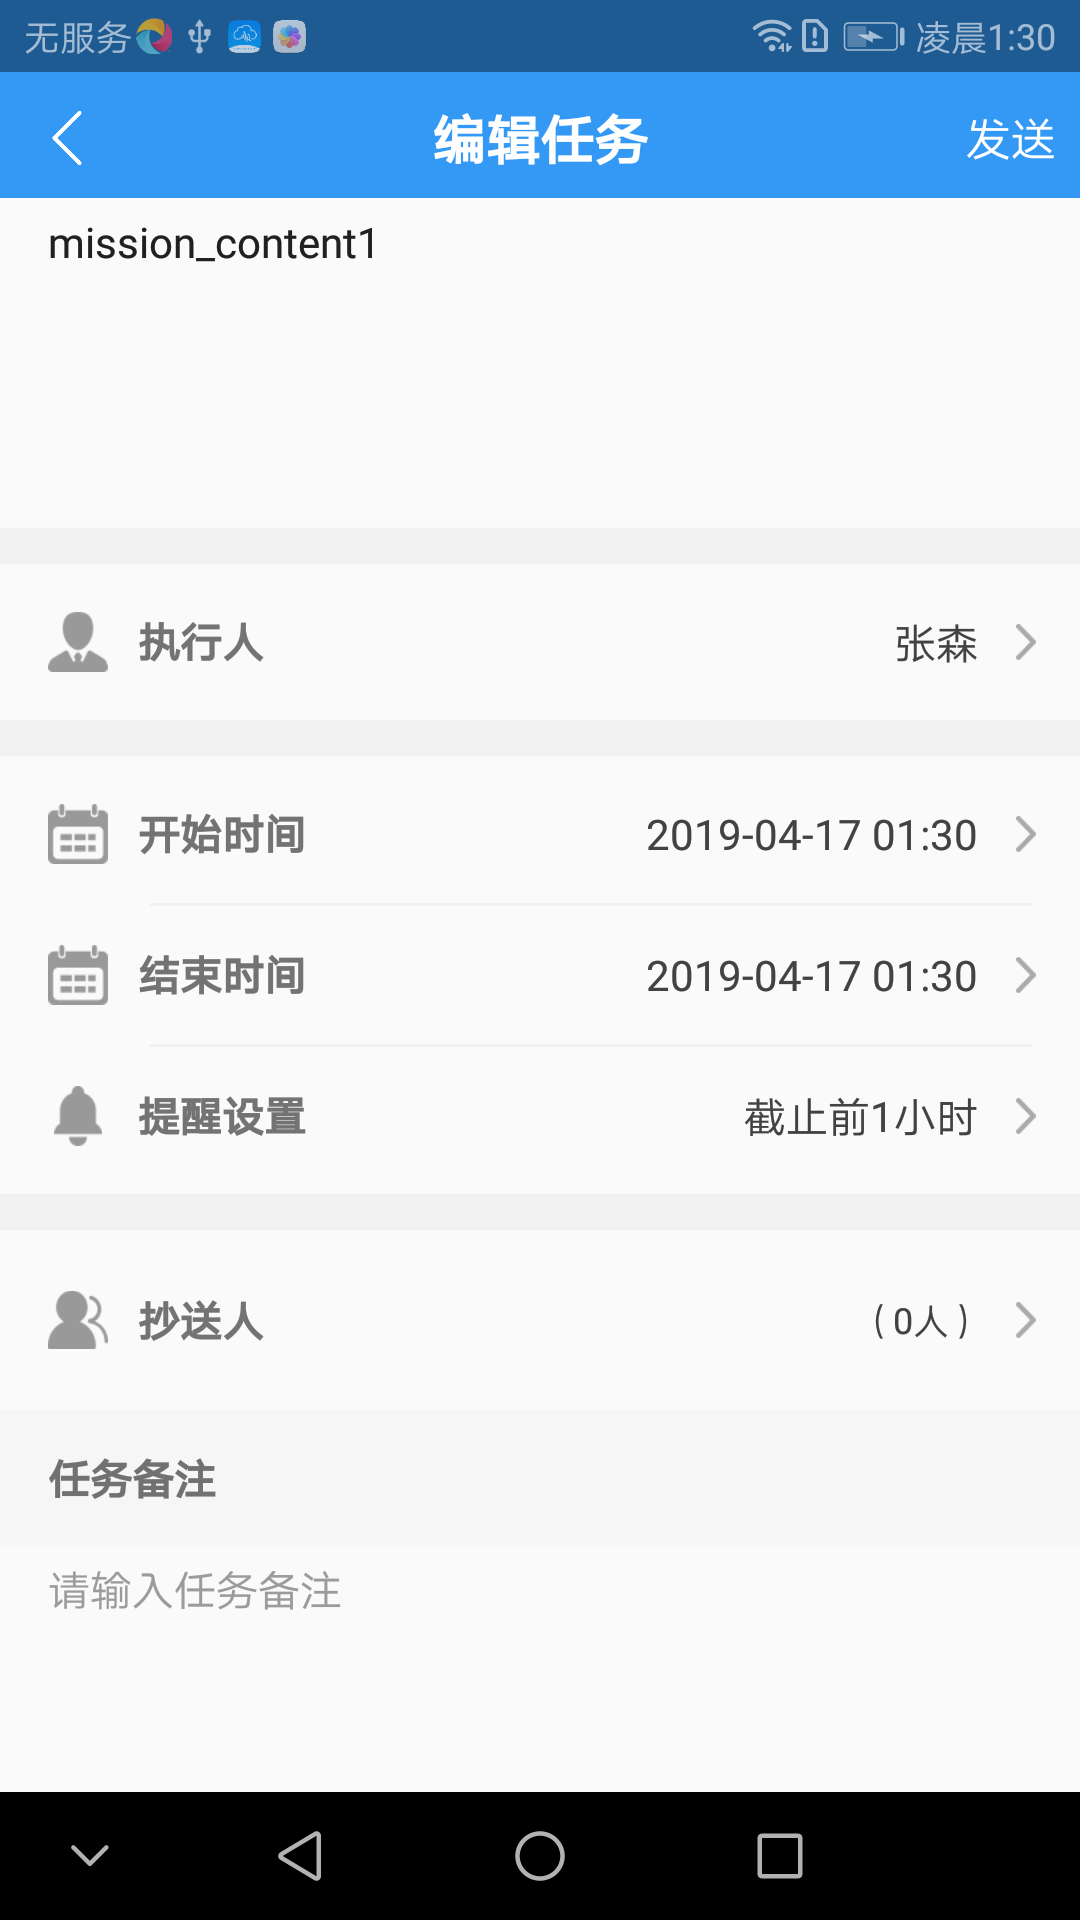 无服务 凌晨1:30
编辑任务 发送
mission_content1
执行人 张森
开始时间 2019-04-17 01:30
结束时间 2019-04-17 01:30
提醒设置 截止前1小时
抄送人 （0人）
任务备注
请输入任务备注